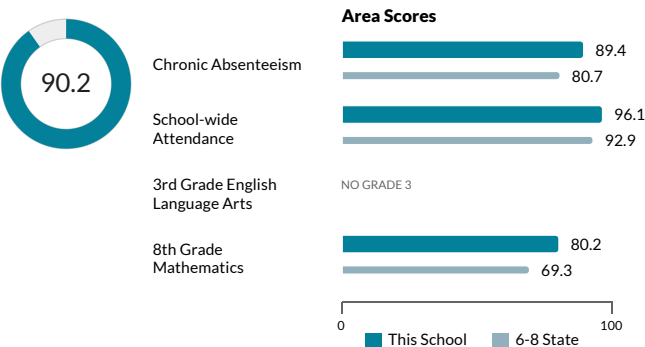 Area Scores
90.2
Chronic Absenteeism
89.4
80.7
School-wide
Attendance
96.1
92.9
3rd Grade English
Language Arts
NO GRADE 3
8th Grade
Mathematics
80.2
69.3
0 100
This School 6-8 State